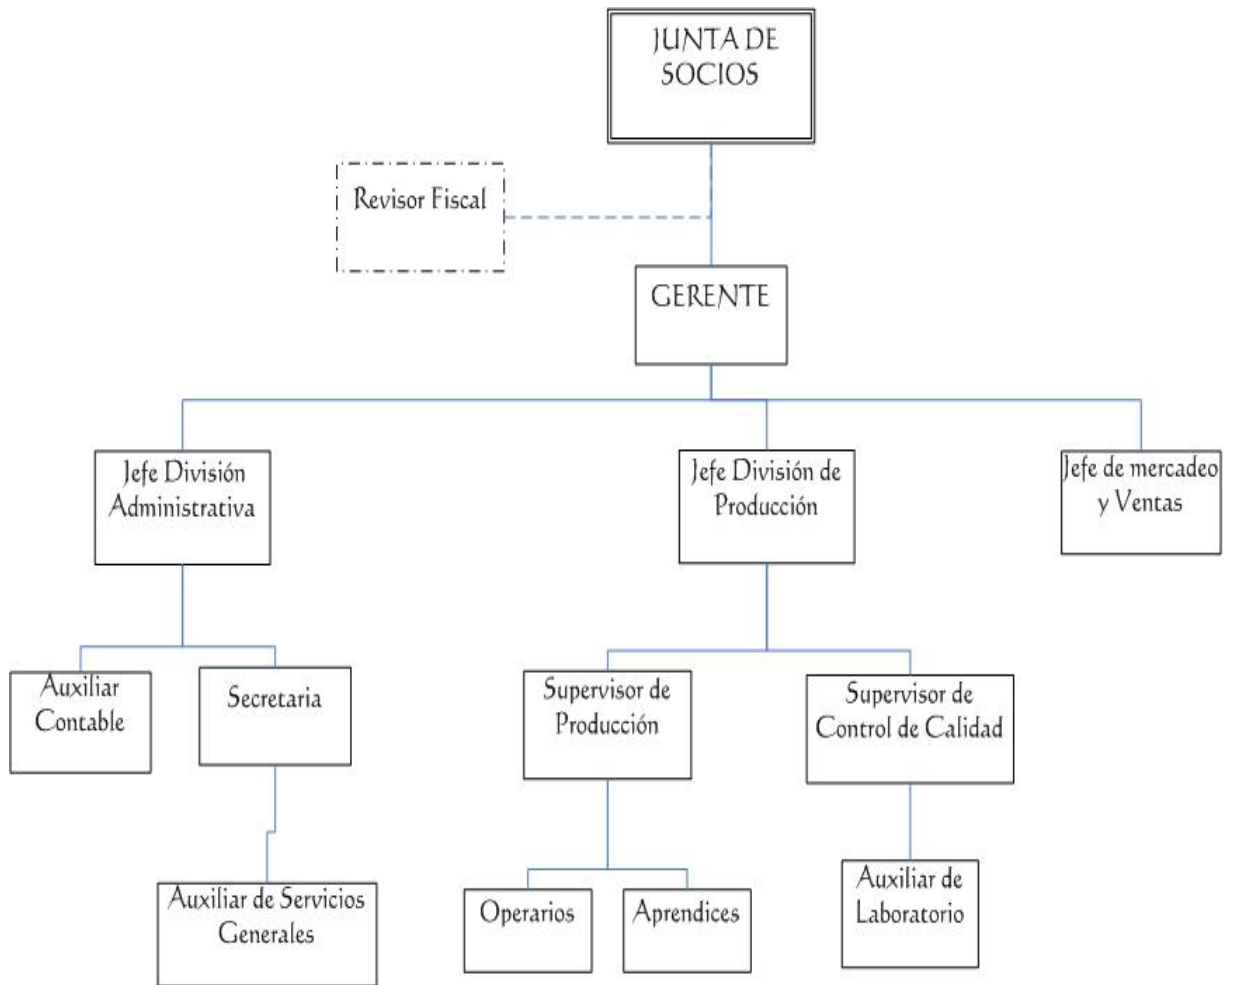 JUNTA DE
SOCIOS
Revisor Fiscal
GERENTE
Jefe División
Administrativa
Jefe División de
Producción
Jefe de mercadeo
y Ventas
Auxiliar
Contable
Secretaria
Supervisor de
Producción
Supervisor de
Control de Calidad
Auxiliar de Servicios
Generales
Operarios
Aprendices
Auxiliar de
Laboratorio